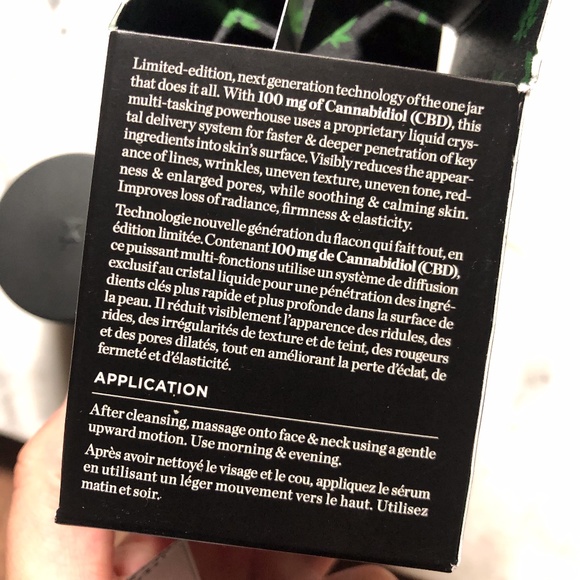 Limited-edition, next generation technology of the one jar
that does it all. With 100 mg of Cannabidiol (CBD), this
multi-tasking powerhouse uses a proprietary liquid crys-
tal delivery system for faster & deeper penetration of key
ingredients into skin's surface. Visibly reduces the appear-
ance of lines, wrinkles, uneven texture, uneven tone, red-
ness & enlarged pores, while soothing & calming skin.
Improves loss of radiance, firmness & elasticity.
Technologie nouvelle génération du flacon qui fait tout, en
édition limitée. Contenant 100 mg de Cannabidiol (CBD),
ce puissant multi-fonctions utilise un système de diffusion
exclusif au cristal liquide pour une pénétration des ingré-
dients clés plus rapide et plus profonde dans la surface de
la peau. Il réduit visiblement l'apparence des ridules, des
rides, des irrégularités de texture et de teint, des rougeurs
et des pores dilatés, tout en améliorant la perte d'éclat, de
fermeté et d'élasticité.
APPLICATION
After cleansing, massage onto face & neck using a gentle
upward motion. Use morning & evening.
Après avoir nettoyé le visage et le cou, appliquez le sérum
en utilisant un léger mouvement vers le haut. Utilisez
matin et soir.